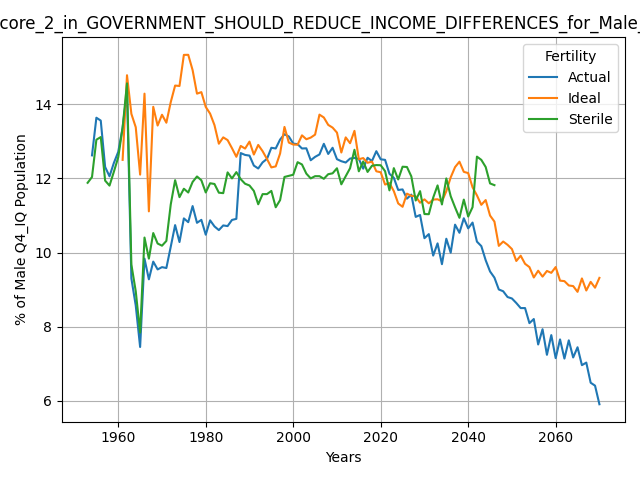 core_2_in_GOVERNMENT_SHOULD_REDUCE_INCOME_DIFFERENCES_for_Male_
Fertility
Actual
Ideal
Sterile
% of Male Q4_IQ Population
14
12
10
8
6
1960
1980
2000
2020
2040
2060
Years